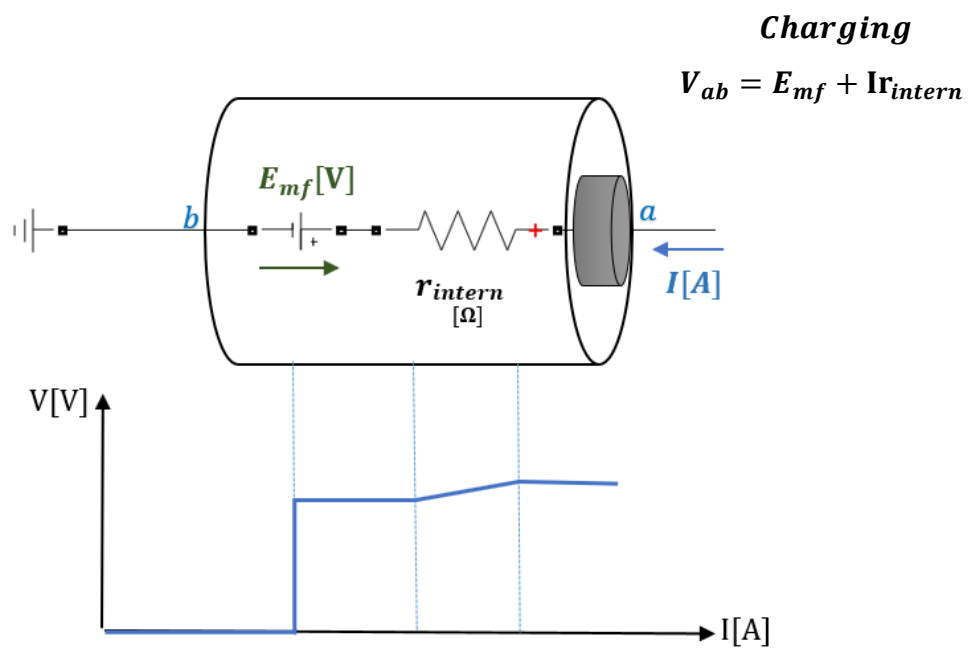 Charging
V_ab = E_mf + Ir_intern
E_mf[V]
b
+
+
a
r_intern
[Ω]
I[A]
V[V]
I[A]